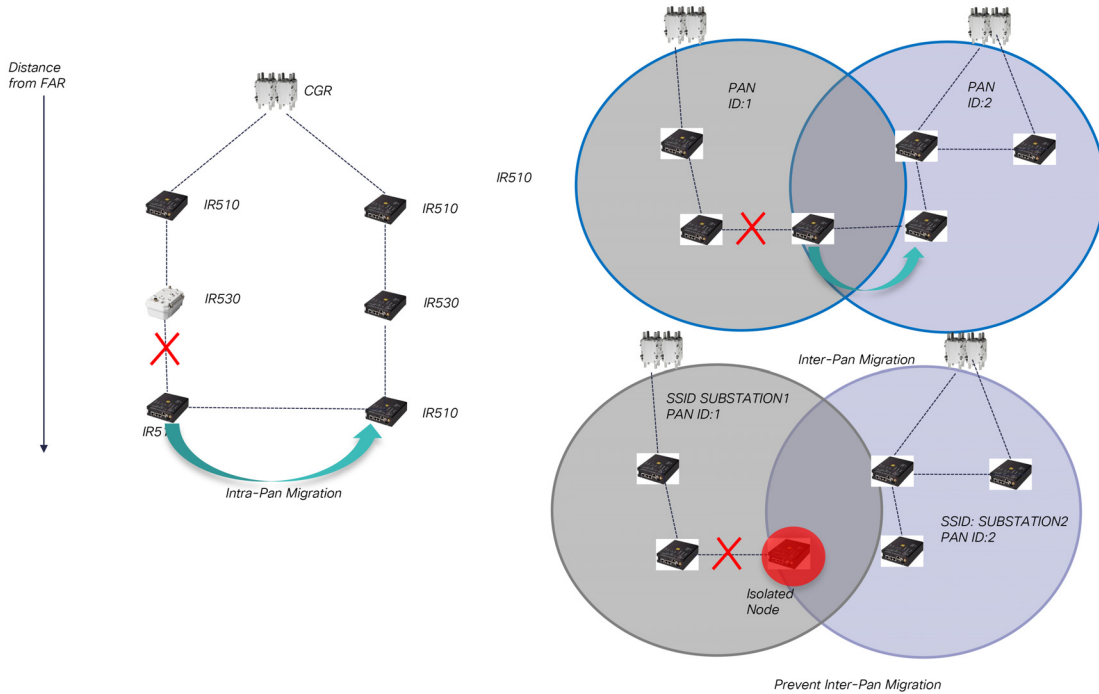 Distance
from FAR
CGR
IR510
IR510
IR530
IR530
IR510
Intra-Pan Migration
IR510
PAN
ID:1
PAN
ID:2
Inter-Pan Migration
SSID SUBSTATION1
PAN ID:1
SSID: SUBSTATION2
PAN ID:2
Isolated
Node
Prevent Inter-Pan Migration